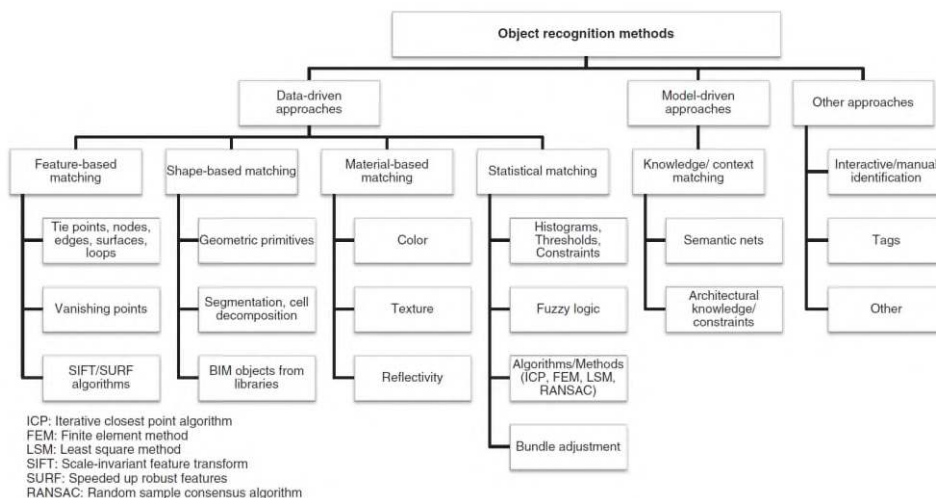 Object recognition methods
Data-driven
approaches
Model-driven
approaches
Other approaches
Feature-based
matching
Shape-based matching
Material-based
matching
Statistical matching
Knowledge/ context
matching
Interactive/manual
identification
Tie points, nodes,
edges, surfaces,
loops
Geometric primitives
Color
Histograms,
Thresholds,
Constraints
Semantic nets
Tags
Vanishing points
Segmentation, cell
decomposition
Texture
Fuzzy logic
Architectural
knowledge/
constraints
Other
SIFT/SURF
algorithms
BIM objects from
libraries
Reflectivity
Algorithms/Methods
(ICP, FEM, LSM,
RANSAC)
Bundle adjustment
ICP: Iterative closest point algorithm
FEM: Finite element method
LSM: Least square method
SIFT: Scale-invariant feature transform
SURF: Speeded up robust features
RANSAC: Random sample consensus algorithm